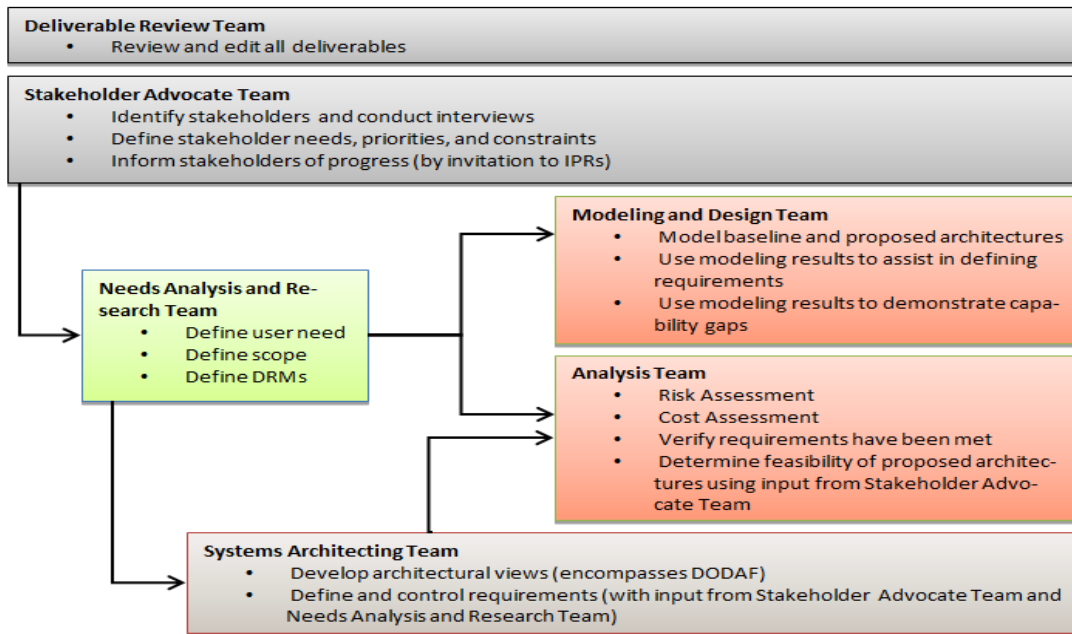 Deliverable Review Team
• Review and edit all deliverables
Stakeholder Advocate Team
• Identify stakeholders and conduct interviews
• Define stakeholder needs, priorities, and constraints
• Inform stakeholders of progress (by invitation to IPRs)
Modeling and Design Team
• Model baseline and proposed architectures
• Use modeling results to assist in defining
requirements
• Use modeling results to demonstrate capa-
bility gaps
Needs Analysis and Re-
search Team
• Define user need
• Define scope
• Define DRMs
Analysis Team
• Risk Assessment
• Cost Assessment
• Verify requirements have been met
• Determine feasibility of proposed architec-
tures using input from Stakeholder Advo-
cate Team
Systems Architecting Team
• Develop architectural views (encompasses DODAF)
• Define and control requirements (with input from Stakeholder Advocate Team and
Needs Analysis and Research Team)